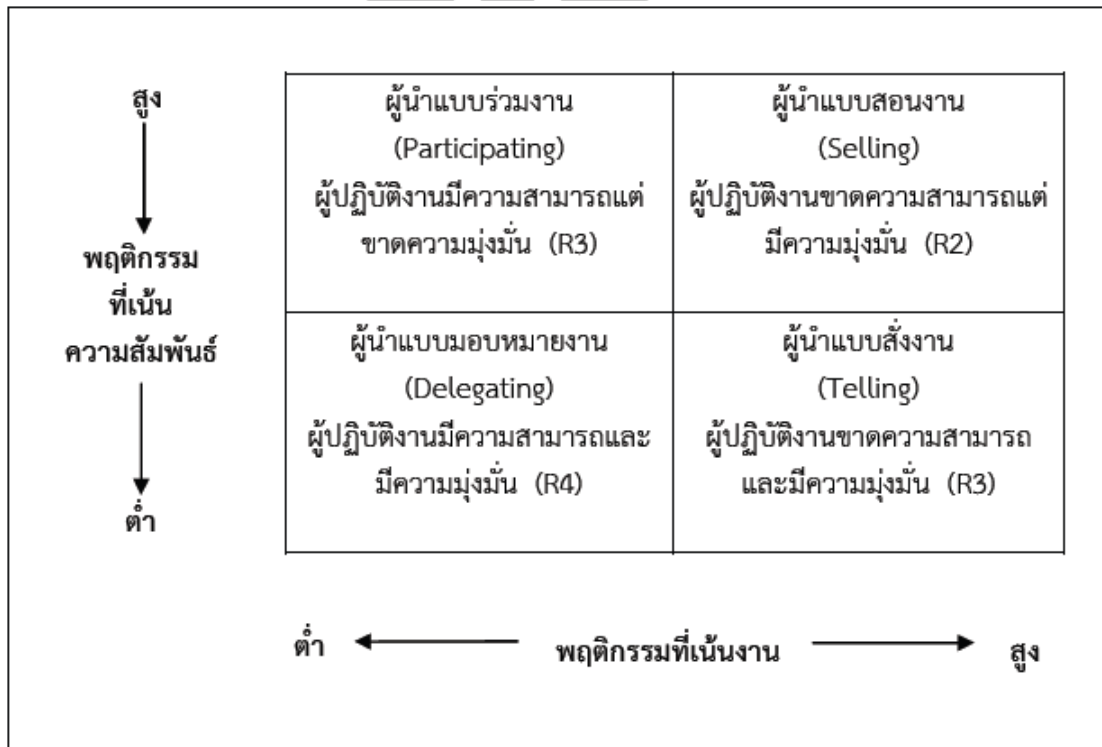 สูง
พฤติกรรม
ที่เน้น
ความสัมพันธ์
ต่ำ
ผู้นำแบบร่วมงาน
(Participating)
ผู้ปฏิบัติงานมีความสามารถแต่
ขาดความมุ่งมั่น (R3)
ผู้นำแบบสอนงาน
(Selling)
ผู้ปฏิบัติงานขาดความสามารถแต่
มีความมุ่งมั่น (R2)
ผู้นำแบบมอบหมายงาน
(Delegating)
ผู้ปฏิบัติงานมีความสามารถและ
มีความมุ่งมั่น (R4)
ผู้นำแบบสั่งงาน
(Telling)
ผู้ปฏิบัติงานขาดความสามารถ
และมีความมุ่งมั่น (R3)
ต่ำ
พฤติกรรมที่เน้นงาน
สูง